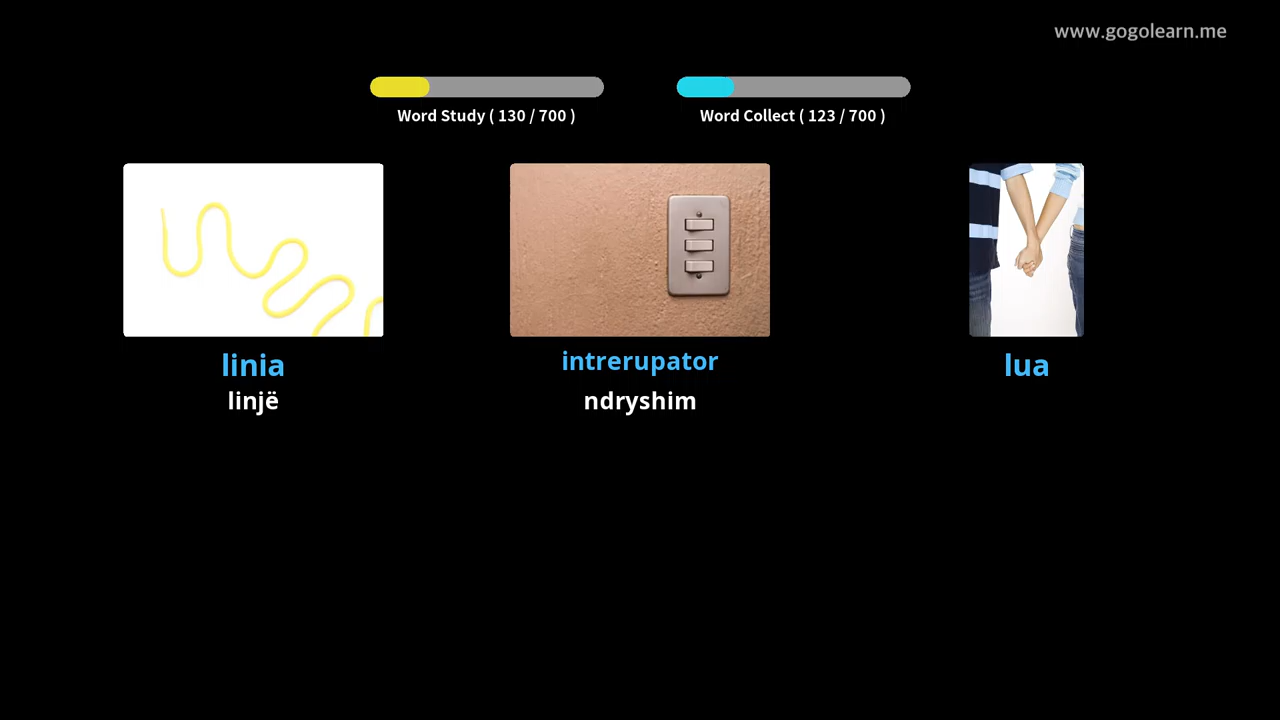 www.gogolearn.me
Word Study ( 130 / 700 )
Word Collect ( 123 / 700 )
linia
linjë
intrerupator
ndryshim
lua